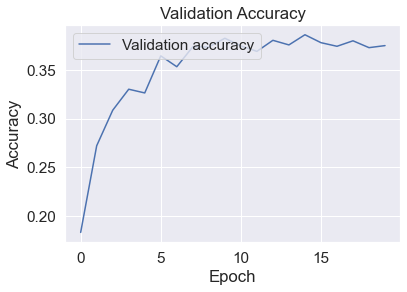 Validation Accuracy
Validation accuracy
0.35
0.30
0.25
0.20
Accuracy
0 5 10 15
Epoch